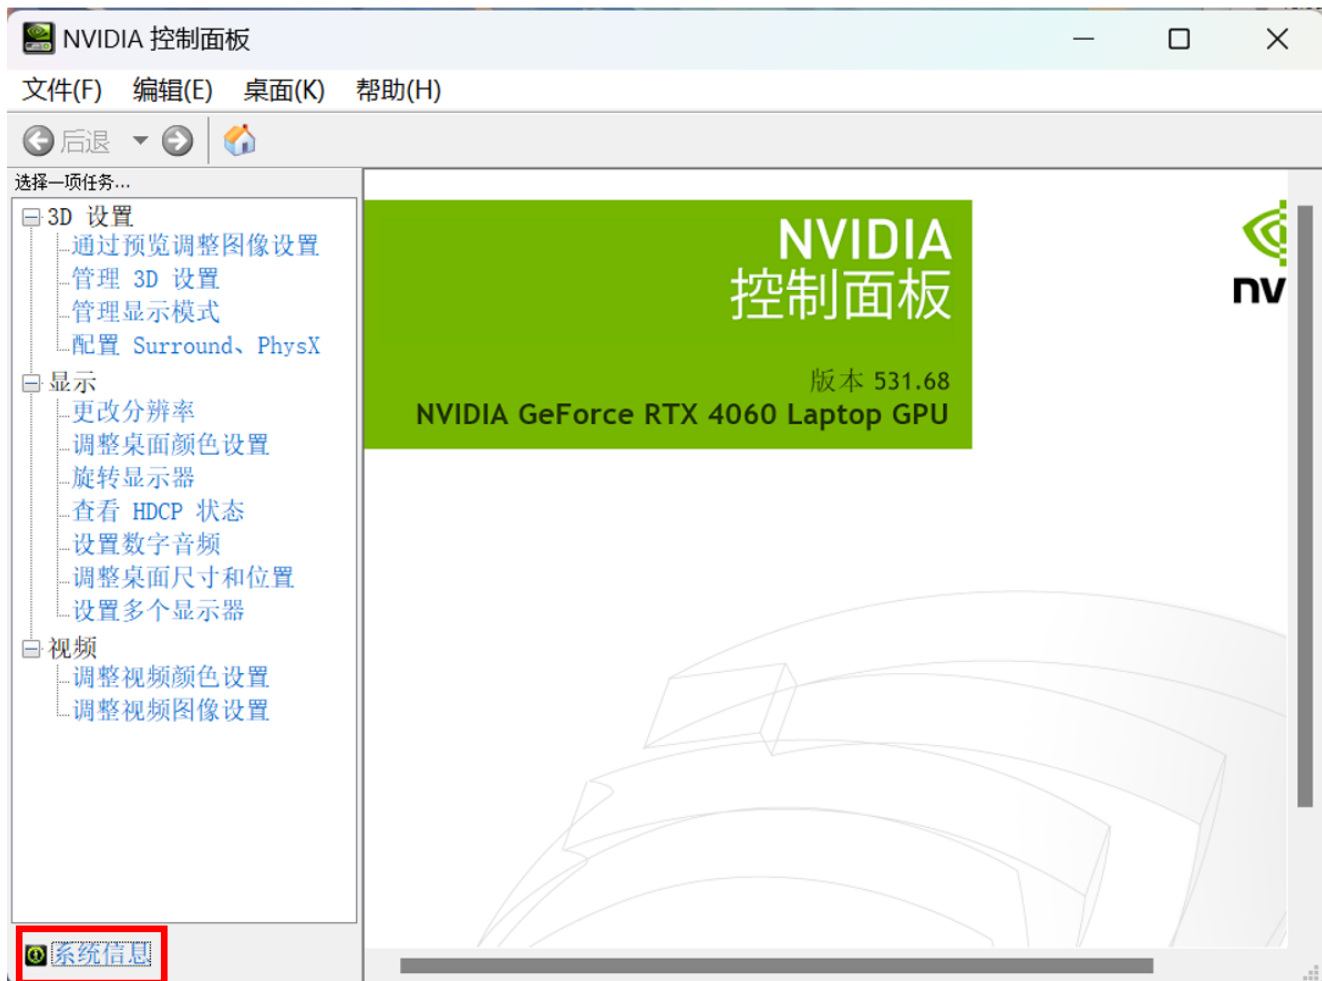 NVIDIA 控制面板
文件(F) 编辑(E) 桌面(K) 帮助(H)
后退
选择一项任务...
3D 设置
通过预览调整图像设置
管理 3D 设置
管理显示模式
配置 Surround、PhysX
显示
更改分辨率
调整桌面颜色设置
旋转显示器
查看 HDCP 状态
设置数字音频
调整桌面尺寸和位置
设置多个显示器
视频
调整视频颜色设置
调整视频图像设置
系统信息
NVIDIA
控制面板
版本 531.68
NVIDIA GeForce RTX 4060 Laptop GPU
nv